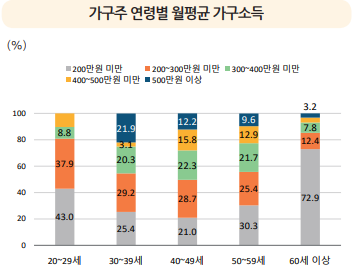 가구주 연령별 월평균 가구소득
(%)
200만원 미만 200~300만원 미만 300~400만원 미만
400~500만원 미만 500만원 이상
100
80
60
40
20
0
43.0 37.9 8.8
25.4 29.2 20.3 3.1 21.9
21.0 28.7 22.3 15.8 12.2
30.3 25.4 21.7 12.9 9.6
72.9 12.4 7.8 3.2
20~29세 30~39세 40~49세 50~59세 60세 이상